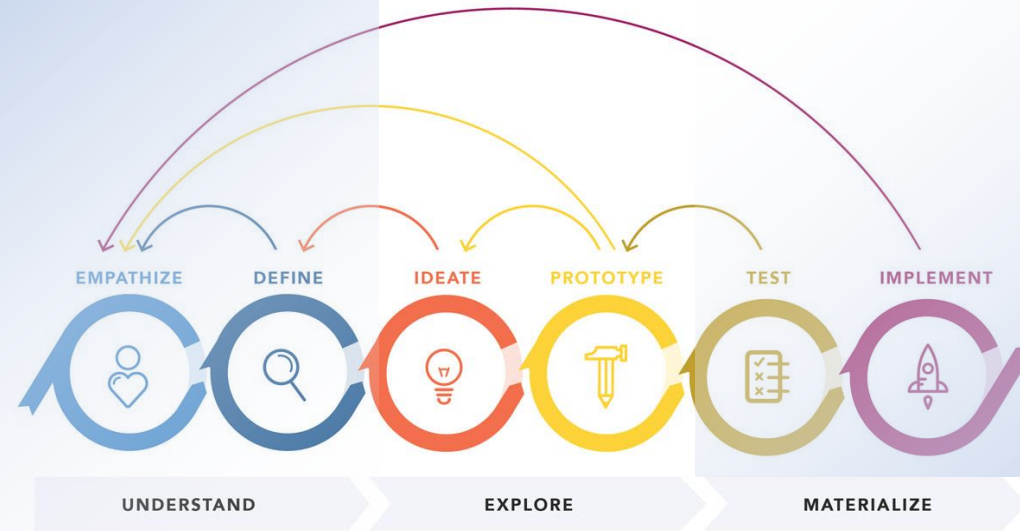 EMPATHIZE
DEFINE
IDEATE
PROTOTYPE
TEST
IMPLEMENT
UNDERSTAND
EXPLORE
MATERIALIZE